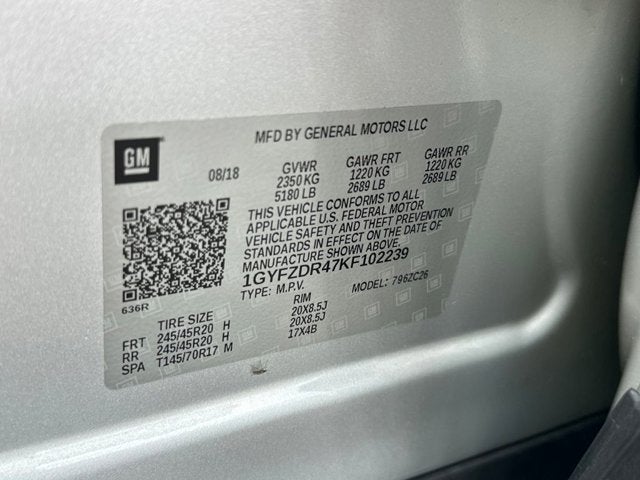 GM
MFD BY GENERAL MOTORS LLC
08/18 GVWR GAWR FRT GAWR RR
2350 KG 1220 KG 1220 KG
5180 LB 2689 LB 2689 LB
THIS VEHICLE CONFORMS TO ALL
APPLICABLE U.S. FEDERAL MOTOR
VEHICLE SAFETY AND THEFT PREVENTION
STANDARDS IN EFFECT ON THE DATE OF
MANUFACTURE SHOWN ABOVE.
1GYFZDR47KF102239
TYPE: M.P.V. MODEL: 796ZC26
636R
TIRE SIZE RIM
FRT 245/45R20 H 20X8.5J
RR 245/45R20 H 20X8.5J
SPA T145/70R17 M 17X4B